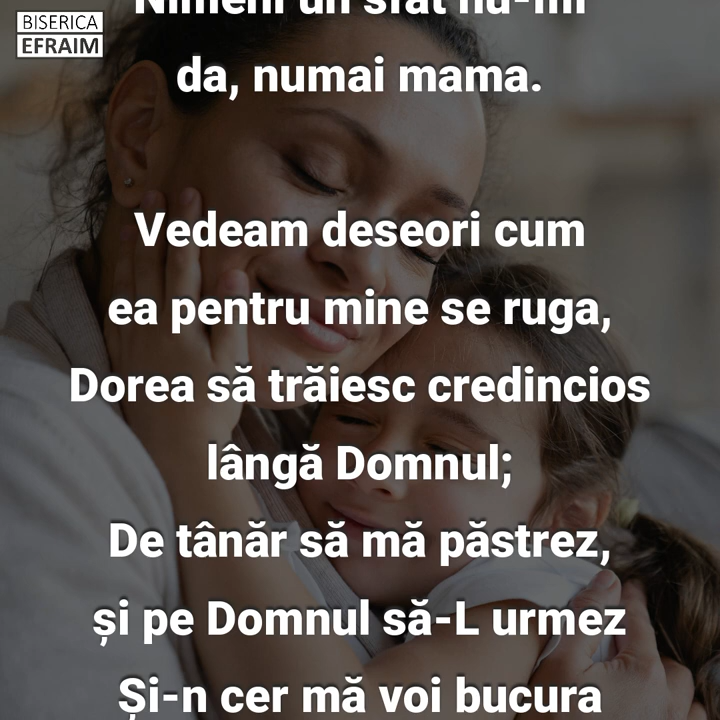 BISERICA
EFRAIM
Nimeni un sfat nu-mi
da, numai mama.
Vedeam deseori cum
ea pentru mine se ruga,
Dorea să trăiesc credincios
lângă Domnul;
De tânăr să mă păstrez,
și pe Domnul să-L urmez
Și-n cer mă voi bucura